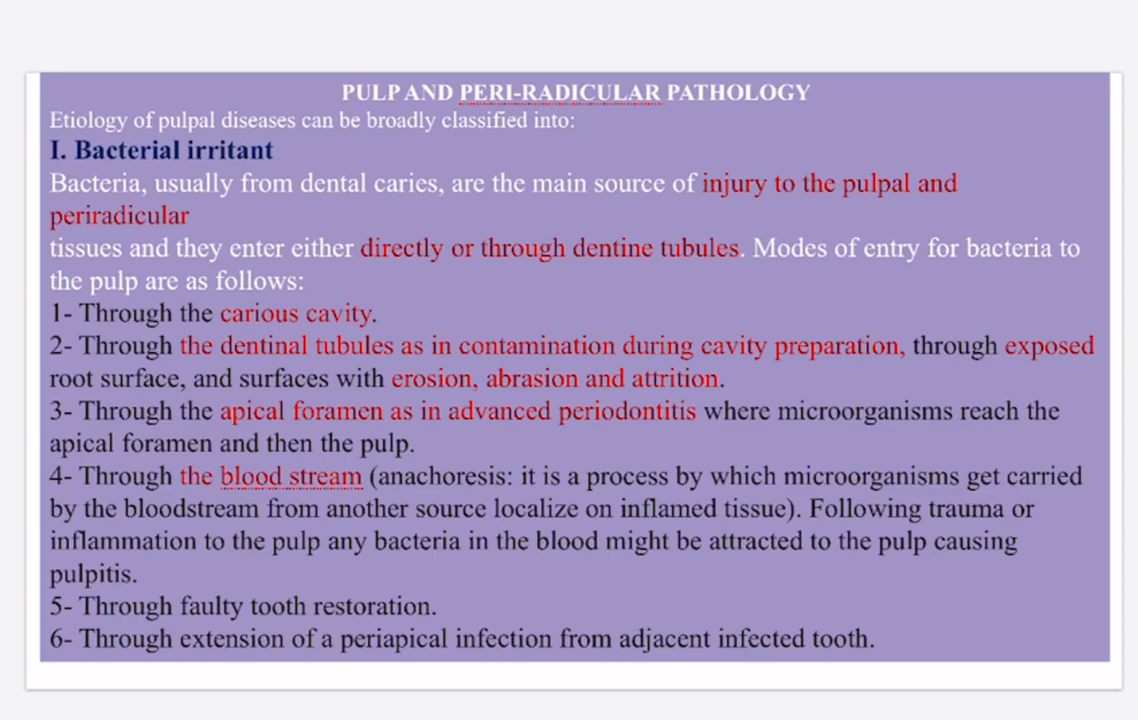 PULP AND PERI-RADICULAR PATHOLOGY
Etiology of pulpal diseases can be broadly classified into:
I. Bacterial irritant
Bacteria, usually from dental caries, are the main source of injury to the pulpal and
periradicular
tissues and they enter either directly or through dentine tubules. Modes of entry for bacteria to
the pulp are as follows:
1- Through the carious cavity.
2- Through the dentinal tubules as in contamination during cavity preparation, through exposed
root surface, and surfaces with erosion, abrasion and attrition.
3- Through the apical foramen as in advanced periodontitis where microorganisms reach the
apical foramen and then the pulp.
4- Through the blood stream (anachoresis: it is a process by which microorganisms get carried
by the bloodstream from another source localize on inflamed tissue). Following trauma or
inflammation to the pulp any bacteria in the blood might be attracted to the pulp causing
pulpitis.
5- Through faulty tooth restoration.
6- Through extension of a periapical infection from adjacent infected tooth.